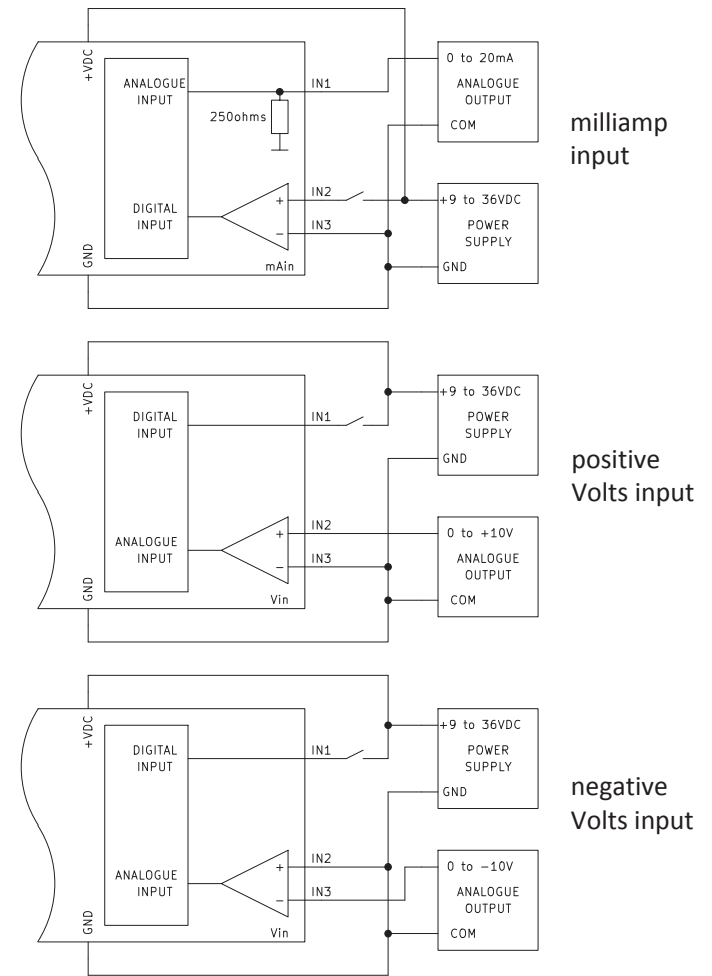 +VDC
ANALOGUE
INPUT
250ohms
IN1
0 to 20mA
ANALOGUE
OUTPUT
COM
milliamp
input
DIGITAL
INPUT
+
−
IN2
IN3
mAin
GND
+9 to 36VDC
POWER
SUPPLY
GND
+VDC
DIGITAL
INPUT
IN1
+9 to 36VDC
POWER
SUPPLY
GND
positive
Volts input
ANALOGUE
INPUT
+
−
IN2
IN3
Vin
GND
0 to +10V
ANALOGUE
OUTPUT
COM
+VDC
DIGITAL
INPUT
IN1
+9 to 36VDC
POWER
SUPPLY
GND
negative
Volts input
ANALOGUE
INPUT
+
−
IN2
IN3
Vin
GND
0 to −10V
ANALOGUE
OUTPUT
COM